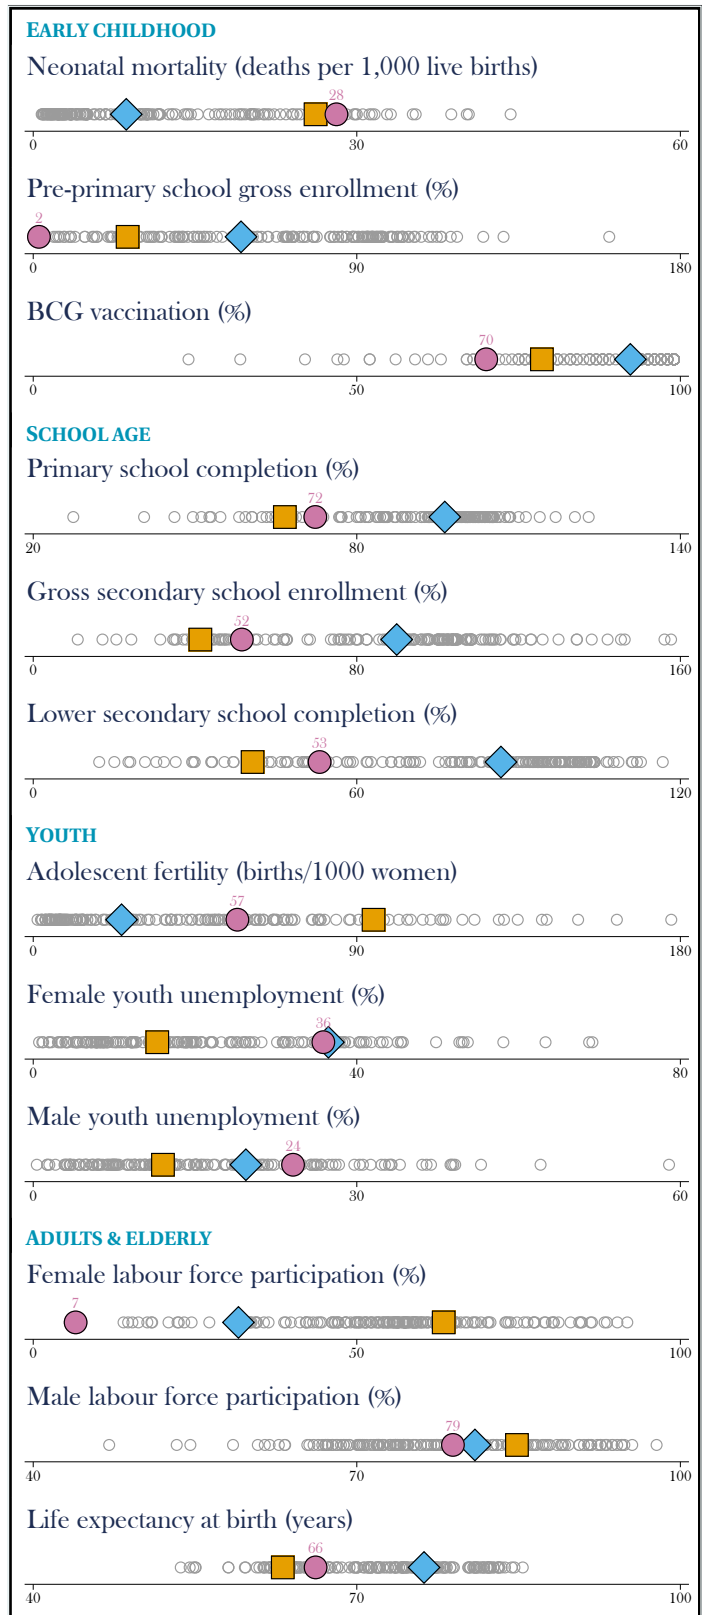 EARLY CHILDHOOD
Neonatal mortality (deaths per 1,000 live births)
28
0 30 60
Pre-primary school gross enrollment (%)
2
0 90 180
BCG vaccination (%)
70
0 50 100
SCHOOL AGE
Primary school completion (%)
72
20 80 140
Gross secondary school enrollment (%)
52
0 80 160
Lower secondary school completion (%)
53
0 60 120
YOUTH
Adolescent fertility (births/1000 women)
57
0 90 180
Female youth unemployment (%)
36
0 40 80
Male youth unemployment (%)
24
0 30 60
ADULTS & ELDERLY
Female labour force participation (%)
7
0 50 100
Male labour force participation (%)
79
40 70 100
Life expectancy at birth (years)
66
40 70 100